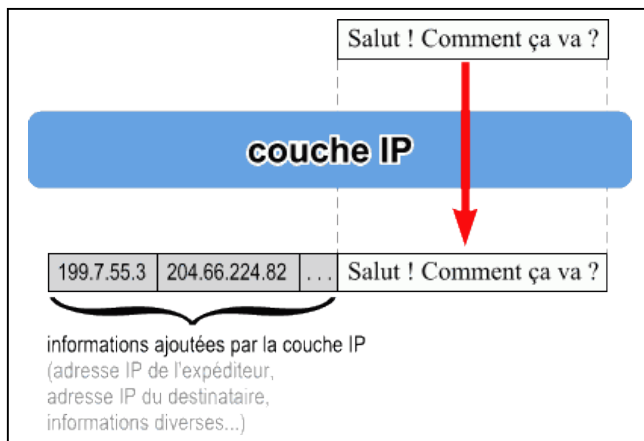 Salut ! Comment ça va ?
couche IP
199.7.55.3 204.66.224.82 ... Salut ! Comment ça va ?
informations ajoutées par la couche IP
(adresse IP de l'expéditeur,
adresse IP du destinataire,
informations diverses...)